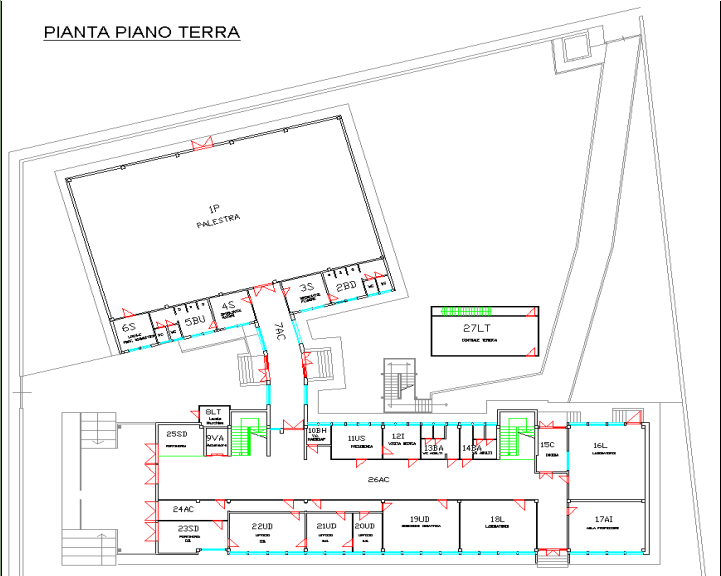 PIANTA PIANO TERRA
1P
PALESTRA
3S
2BD
4S
5BU
6S
7AC
27LT
CENTRALE TERMICA
8LT
9VA
25SD
10BH
11US
PRESIDENZA
12I
VISITA MEDICA
13BA
14BA
15C
16L
LABORATORIO
26AC
24AC
23SD
22UD
UFFICIO
21UD
UFFICIO
20UD
UFFICIO
19UD
18L
LABORATORIO
17AI
AULA PROFESSORI